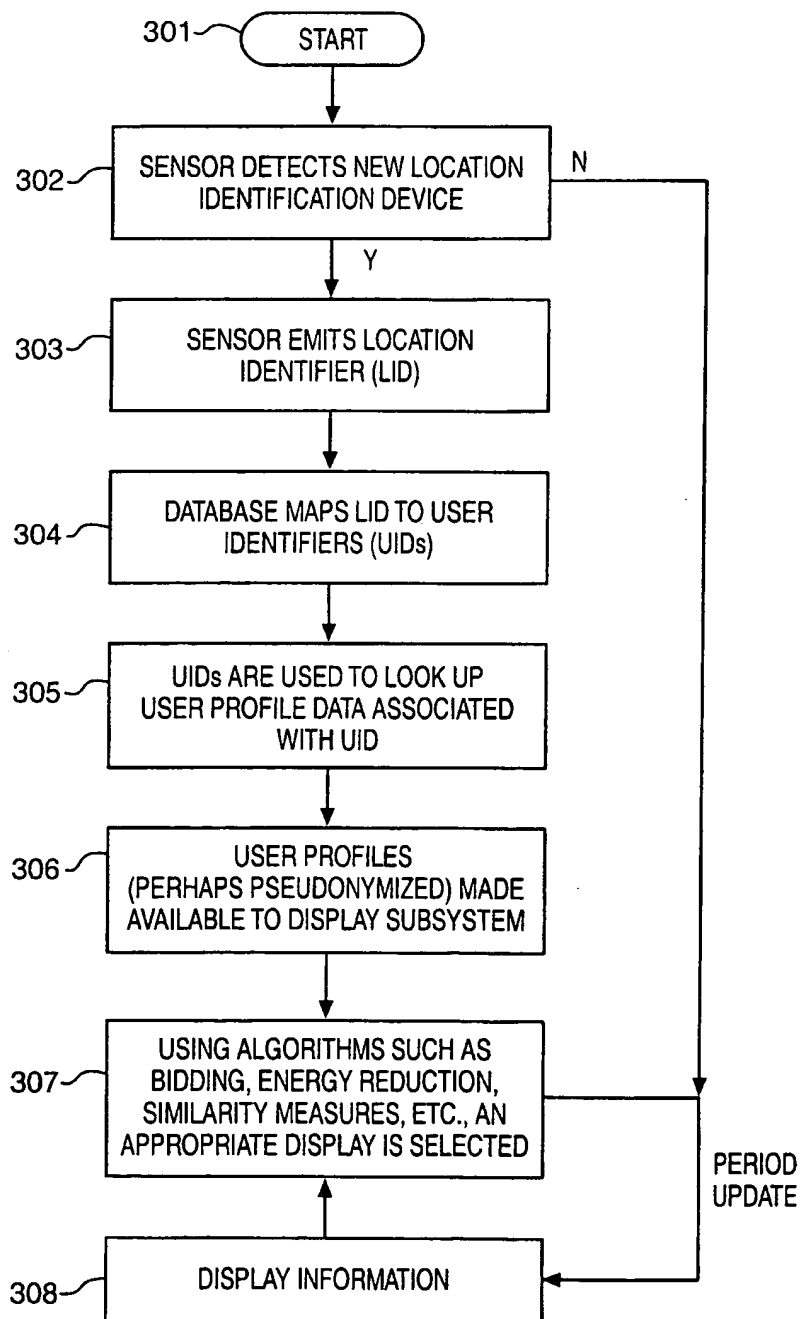 301
START
302
SENSOR DETECTS NEW LOCATION
IDENTIFICATION DEVICE
N
Y
303
SENSOR EMITS LOCATION
IDENTIFIER (LID)
304
DATABASE MAPS LID TO USER
IDENTIFIERS (UIDs)
305
UIDs ARE USED TO LOOK UP
USER PROFILE DATA ASSOCIATED
WITH UID
306
USER PROFILES
(PERHAPS PSEUDONYMIZED) MADE
AVAILABLE TO DISPLAY SUBSYSTEM
307
USING ALGORITHMS SUCH AS
BIDDING, ENERGY REDUCTION,
SIMILARITY MEASURES, ETC., AN
APPROPRIATE DISPLAY IS SELECTED
PERIOD
UPDATE
308
DISPLAY INFORMATION